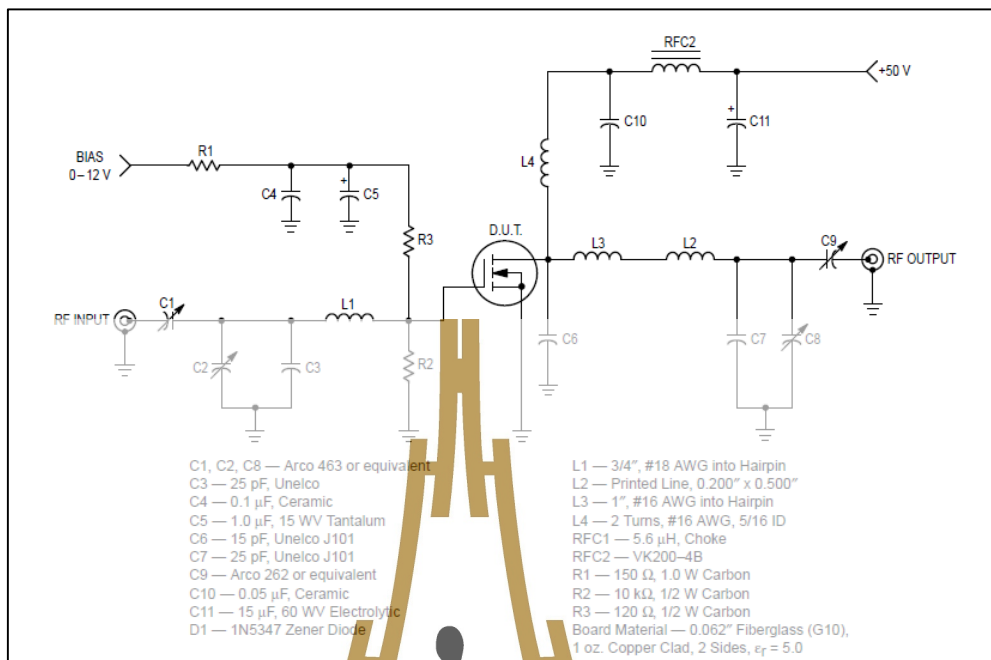 RFC2
+50 V
C10
C11
L4
BIAS
0–12 V
R1
C4
+
C5
+
R3
D.U.T.
L3
L2
C9
RF OUTPUT
C1
L1
RF INPUT
C2
C3
R2
C6
C7
C8
C1, C2, C8 — Arco 463 or equivalent
C3 — 25 pF, Unelco
C4 — 0.1 μF, Ceramic
C5 — 1.0 μF, 15 WV Tantalum
C6 — 15 pF, Unelco J101
C7 — 25 pF, Unelco J101
C9 — Arco 262 or equivalent
C10 — 0.05 μF, Ceramic
C11 — 15 μF, 60 WV Electrolytic
D1 — 1N5347 Zener Diode
L1 — 3/4″, #18 AWG into Hairpin
L2 — Printed Line, 0.200″ x 0.500″
L3 — 1″, #16 AWG into Hairpin
L4 — 2 Turns, #16 AWG, 5/16 ID
RFC1 — 5.6 μH, Choke
RFC2 — VK200–4B
R1 — 150 Ω, 1.0 W Carbon
R2 — 10 kΩ, 1/2 W Carbon
R3 — 120 Ω, 1/2 W Carbon
Board Material — 0.062″ Fiberglass (G10),
1 oz. Copper Clad, 2 Sides, εr = 5.0